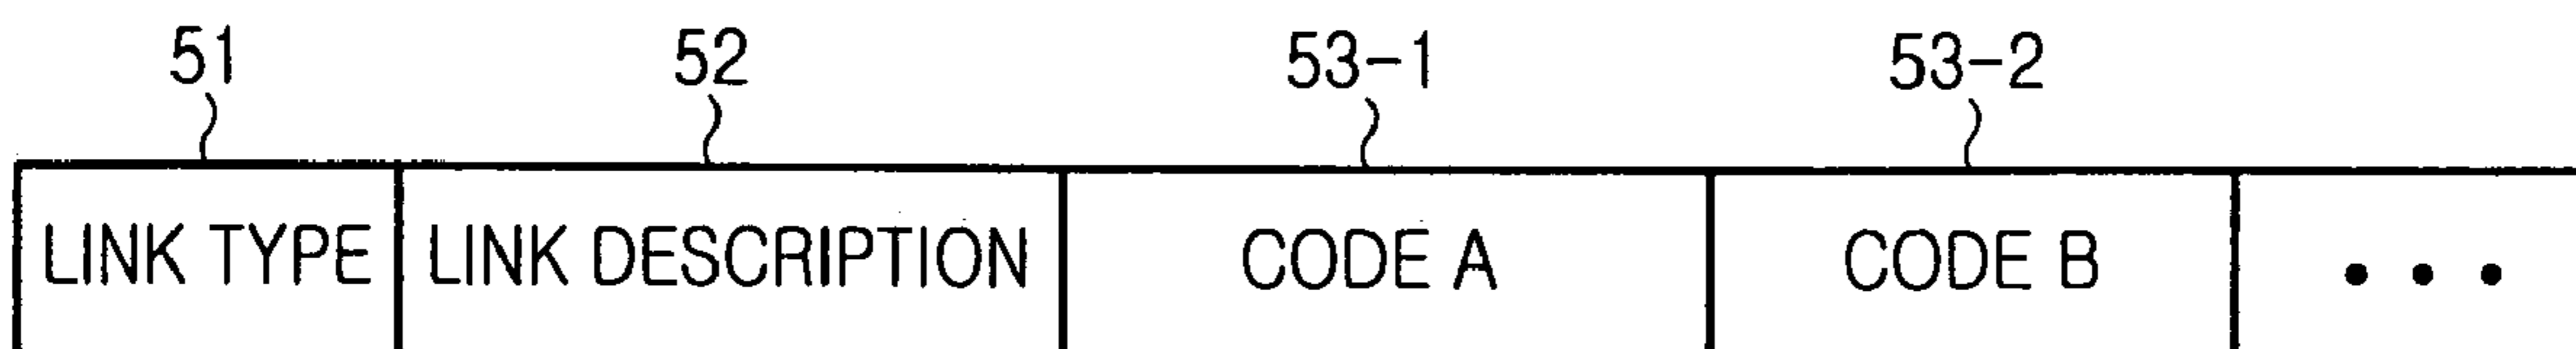 51 52 53-1 53-2
LINK TYPE LINK DESCRIPTION CODE A CODE B • • •